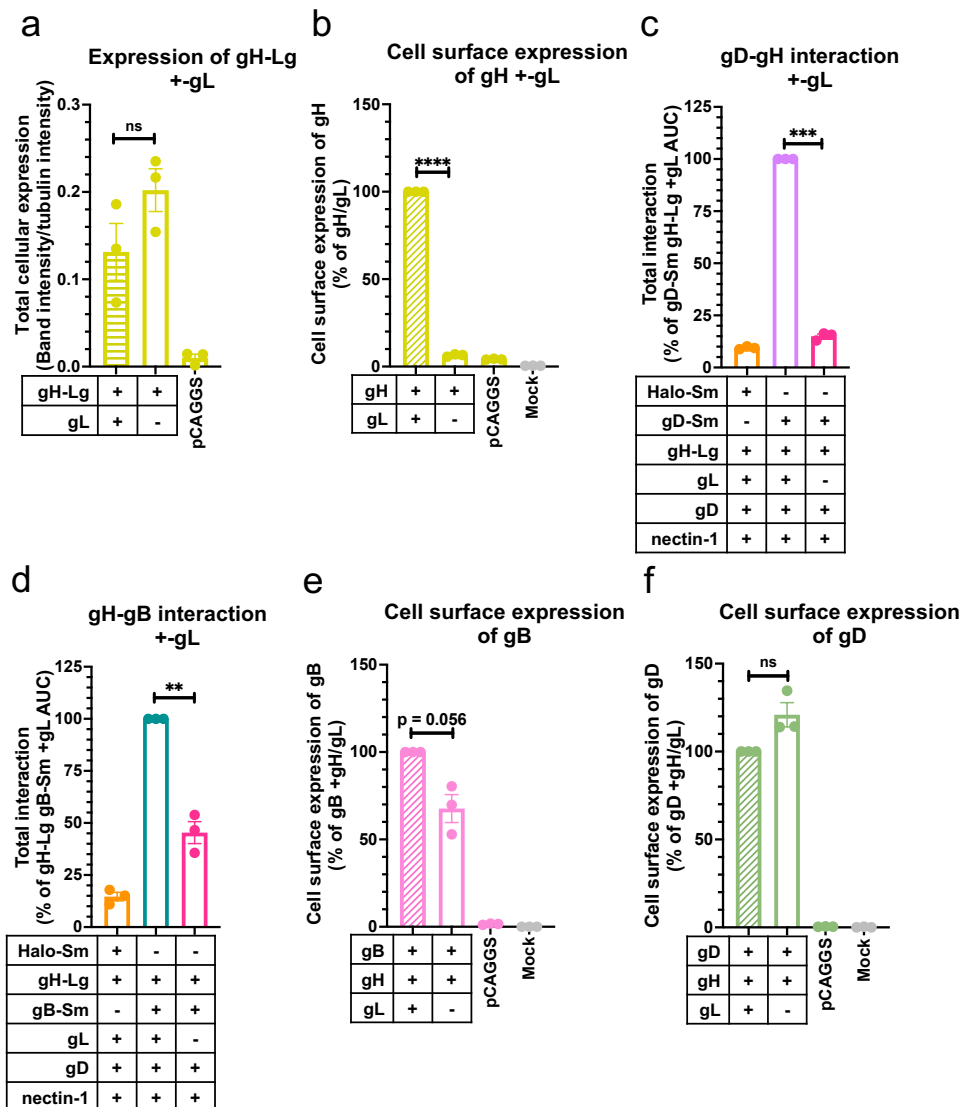 a
Expression of gH-Lg
+-gL
Total cellular expression
(Band intensity/tubulin intensity)
0.3
0.2
0.1
0.0
ns
gH-Lg + +
gL + -
pCAGGS
b
Cell surface expression
of gH +-gL
Cell surface expression of gH
(% of gH/gL)
150
100
50
0
****
gH + +
gL + -
pCAGGS
Mock
c
gD-gH interaction
+-gL
Total interaction
(% of gD-Sm gH-Lg +gL AUC)
125
100
75
50
25
0
***
Halo-Sm + - -
gD-Sm - + +
gH-Lg + + +
gL + + -
gD + + +
nectin-1 + + +
d
gH-gB interaction
+-gL
Total interaction
(% of gH-Lg gB-Sm +gL AUC)
125
100
75
50
25
0
**
Halo-Sm + - -
gH-Lg + + +
gB-Sm - + +
gL + + -
gD + + +
nectin-1 + + +
e
Cell surface expression
of gB
Cell surface expression of gB
(% of gB +gH/gL)
150
100
50
0
p = 0.056
gB + +
gH + +
gL + -
pCAGGS
Mock
f
Cell surface expression
of gD
Cell surface expression of gD
(% of gD +gH/gL)
150
100
50
0
ns
gD + +
gH + +
gL + -
pCAGGS
Mock